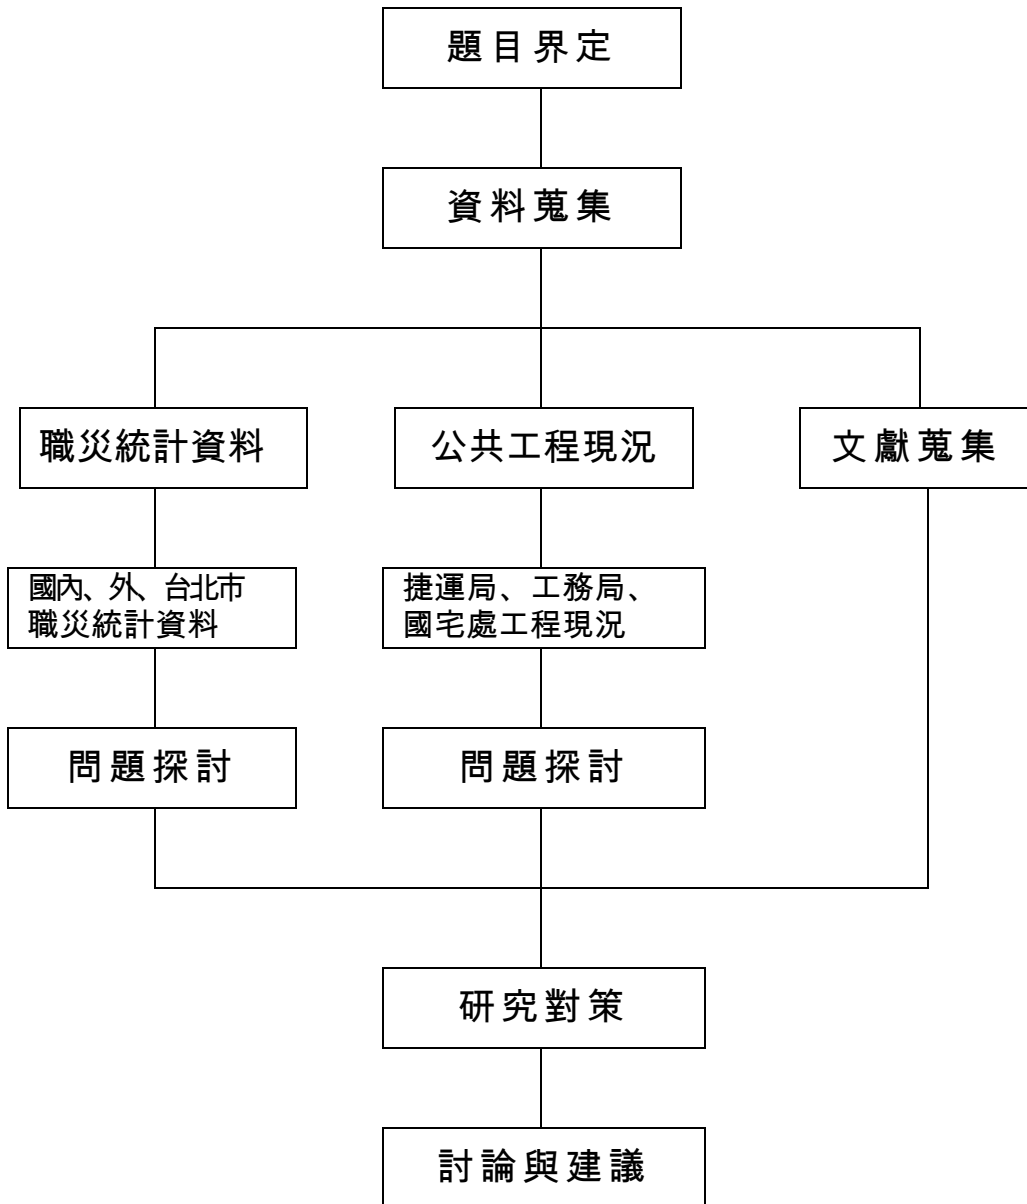 題目界定
資料蒐集
職災統計資料
公共工程現況
文獻蒐集
國內、外、台北市
職災統計資料
捷運局、工務局、
國宅處工程現況
問題探討
問題探討
研究對策
討論與建議